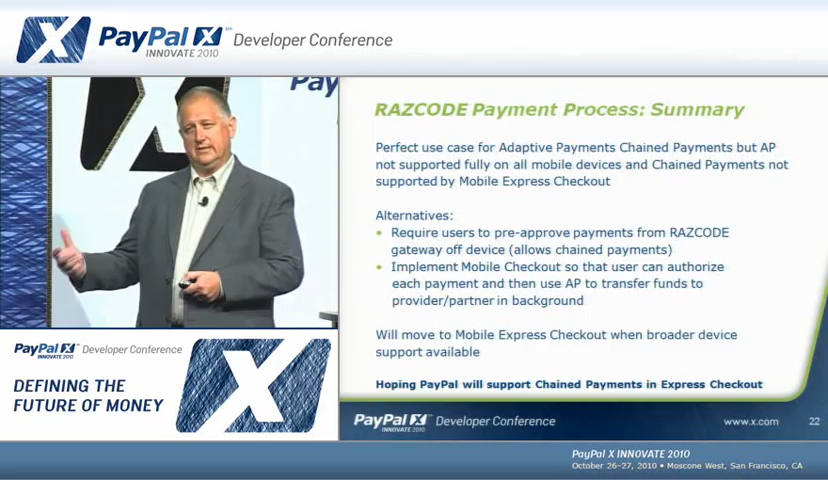 PayPal X™ Developer Conference
INNOVATE 2010
Pay
RAZCODE Payment Process: Summary
Perfect use case for Adaptive Payments Chained Payments but AP
not supported fully on all mobile devices and Chained Payments not
supported by Mobile Express Checkout
Alternatives:
• Require users to pre-approve payments from RAZCODE
gateway off device (allows chained payments)
• Implement Mobile Checkout so that user can authorize
each payment and then use AP to transfer funds to
provider/partner in background
Will move to Mobile Express Checkout when broader device
support available
Hoping PayPal will support Chained Payments in Express Checkout
PayPal X™ Developer Conference
INNOVATE 2010
www.x.com 22
PayPal X™ Developer Conference
INNOVATE 2010
DEFINING THE
FUTURE OF MONEY
X
PayPal X INNOVATE 2010
October 26–27, 2010 • Moscone West, San Francisco, CA